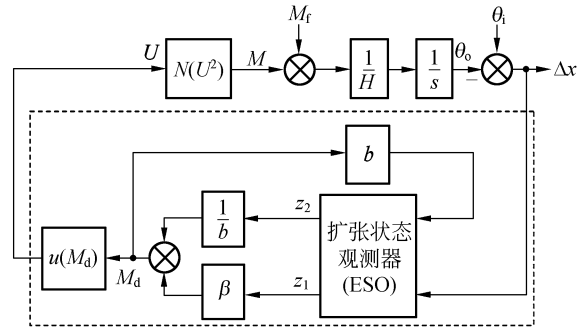 M_f
θ_i
U
N(U²)
M
1/H
1/s
θ_o
−
Δx
b
1/b
z₂
扩张状态
观测器
(ESO)
u(M_d)
M_d
β
z₁